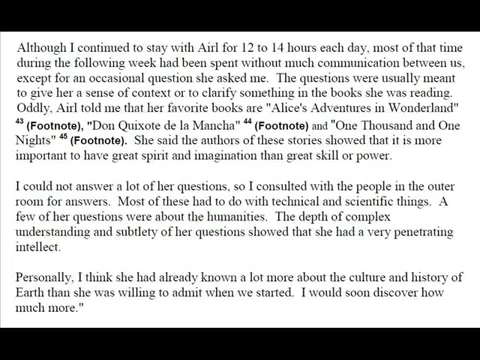 Although I continued to stay with Airl for 12 to 14 hours each day, most of that time
during the following week had been spent without much communication between us,
except for an occasional question she asked me.  The questions were usually meant
to give her a sense of context or to clarify something in the books she was reading.
Oddly, Airl told me that her favorite books are "Alice's Adventures in Wonderland"
43 (Footnote), "Don Quixote de la Mancha" 44 (Footnote) and "One Thousand and One
Nights" 45 (Footnote).  She said the authors of these stories showed that it is more
important to have great spirit and imagination than great skill or power.
I could not answer a lot of her questions, so I consulted with the people in the outer
room for answers.  Most of these had to do with technical and scientific things.  A
few of her questions were about the humanities.  The depth of complex
understanding and subtlety of her questions showed that she had a very penetrating
intellect.
Personally, I think she had already known a lot more about the culture and history of
Earth than she was willing to admit when we started.  I would soon discover how
much more."